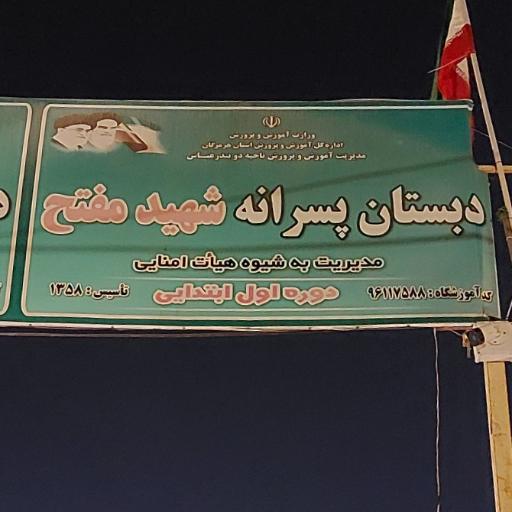 وزارت آموزش و پرورش
اداره کل آموزش و پرورش استان هرمزگان
مدیریت آموزش و پرورش ناحیه دو بندرعباس
دبستان پسرانه شهید مفتح
مدیریت به شیوه هیأت امنایی
دوره اول ابتدایی
کد آموزشگاه : ۹۶۱۱۷۵۸۸
تأسیس : ۱۳۵۸